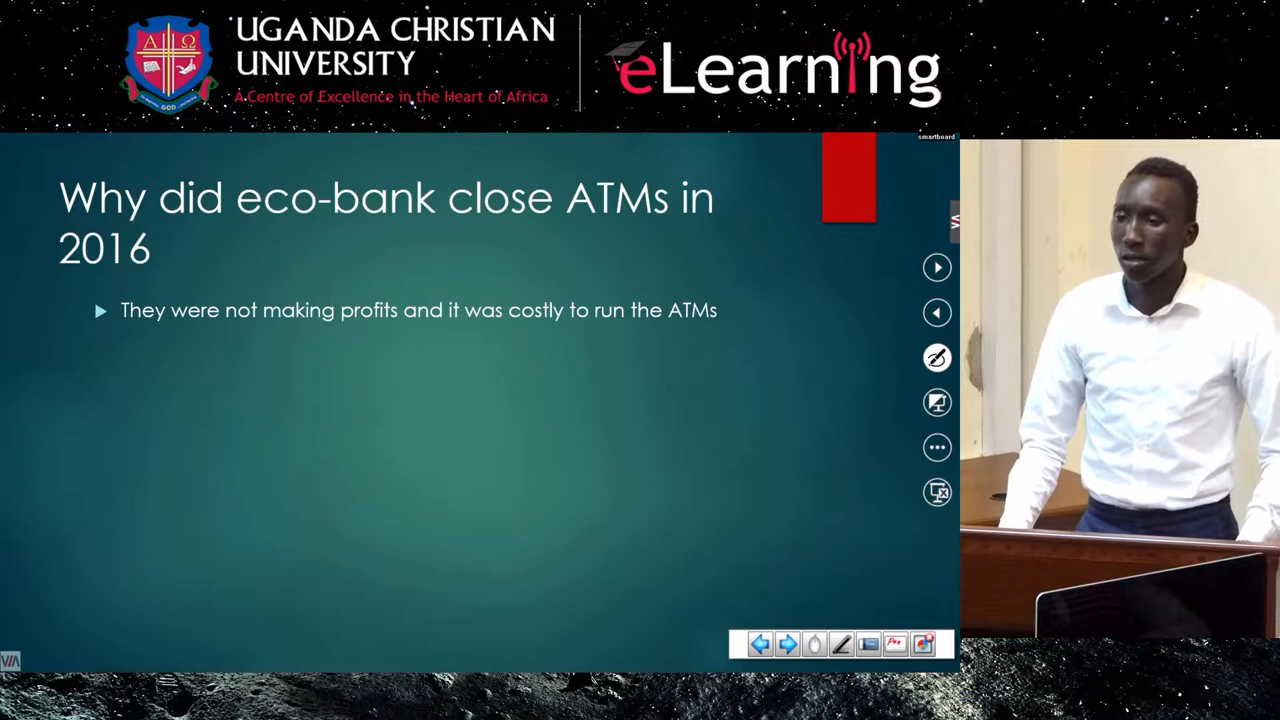 UGANDA CHRISTIAN
UNIVERSITY
A Centre of Excellence in the Heart of Africa
eLearning
smartboard
Why did eco-bank close ATMs in
2016
They were not making profits and it was costly to run the ATMs